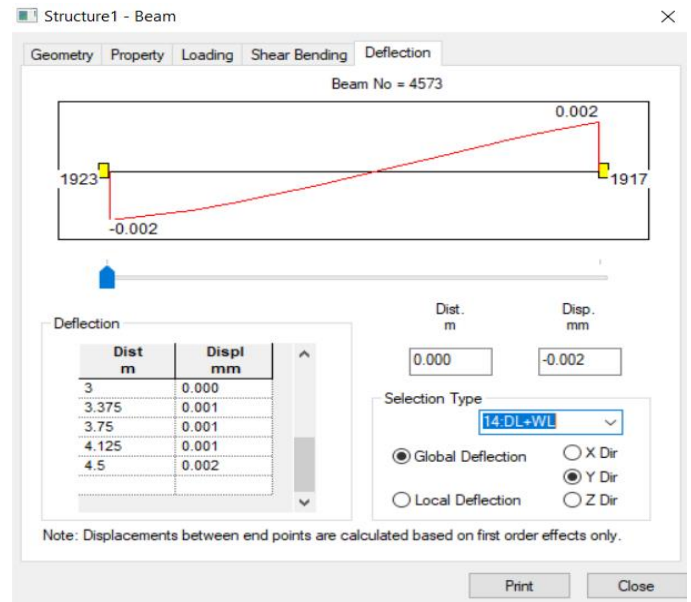 Structure1 - Beam
Geometry Property Loading Shear Bending Deflection
Beam No = 4573
0.002
1923 1917
-0.002
Dist. Disp.
m mm
0.000 -0.002
Deflection
Dist Displ
m mm
3 0.000
3.375 0.001
3.75 0.001
4.125 0.001
4.5 0.002
Selection Type
14:DL+WL
Global Deflection X Dir
Y Dir
Local Deflection Z Dir
Note: Displacements between end points are calculated based on first order effects only.
Print Close